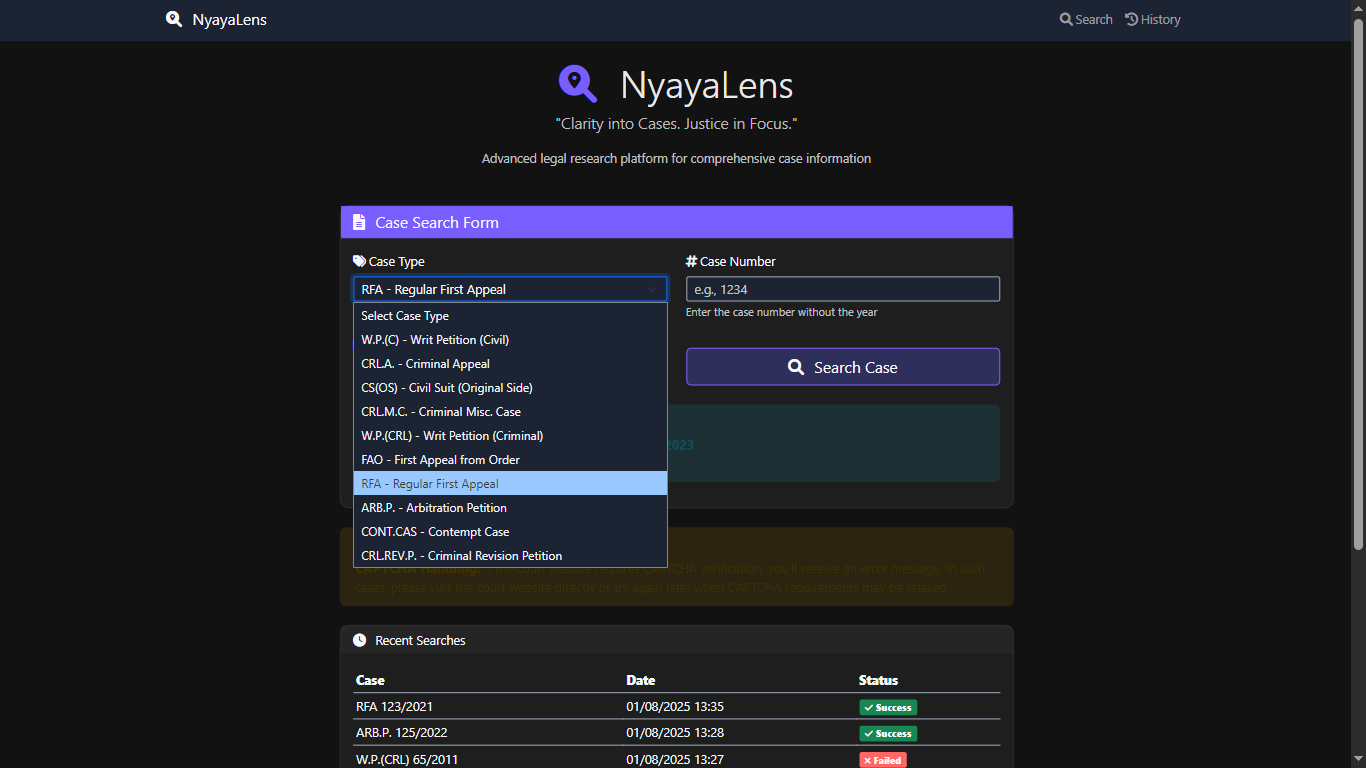 NyayaLens
Search
History
NyayaLens
"Clarity into Cases. Justice in Focus."
Advanced legal research platform for comprehensive case information
Case Search Form
Case Type
# Case Number
RFA - Regular First Appeal
e.g., 1234
Enter the case number without the year
Select Case Type
W.P.(C) - Writ Petition (Civil)
CRL.A. - Criminal Appeal
CS(OS) - Civil Suit (Original Side)
CRL.M.C. - Criminal Misc. Case
W.P.(CRL) - Writ Petition (Criminal)
FAO - First Appeal from Order
RFA - Regular First Appeal
ARB.P. - Arbitration Petition
CONT.CAS - Contempt Case
CRL.REV.P. - Criminal Revision Petition
Search Case
2023
CAPTCHA verification, you'll receive an error message. In such
cases, please visit the court website directly or try again later when CAPTCHA requirements may be relaxed.
Recent Searches
Case Date Status
RFA 123/2021 01/08/2025 13:35 Success
ARB.P. 125/2022 01/08/2025 13:28 Success
W.P.(CRL) 65/2011 01/08/2025 13:27 Failed